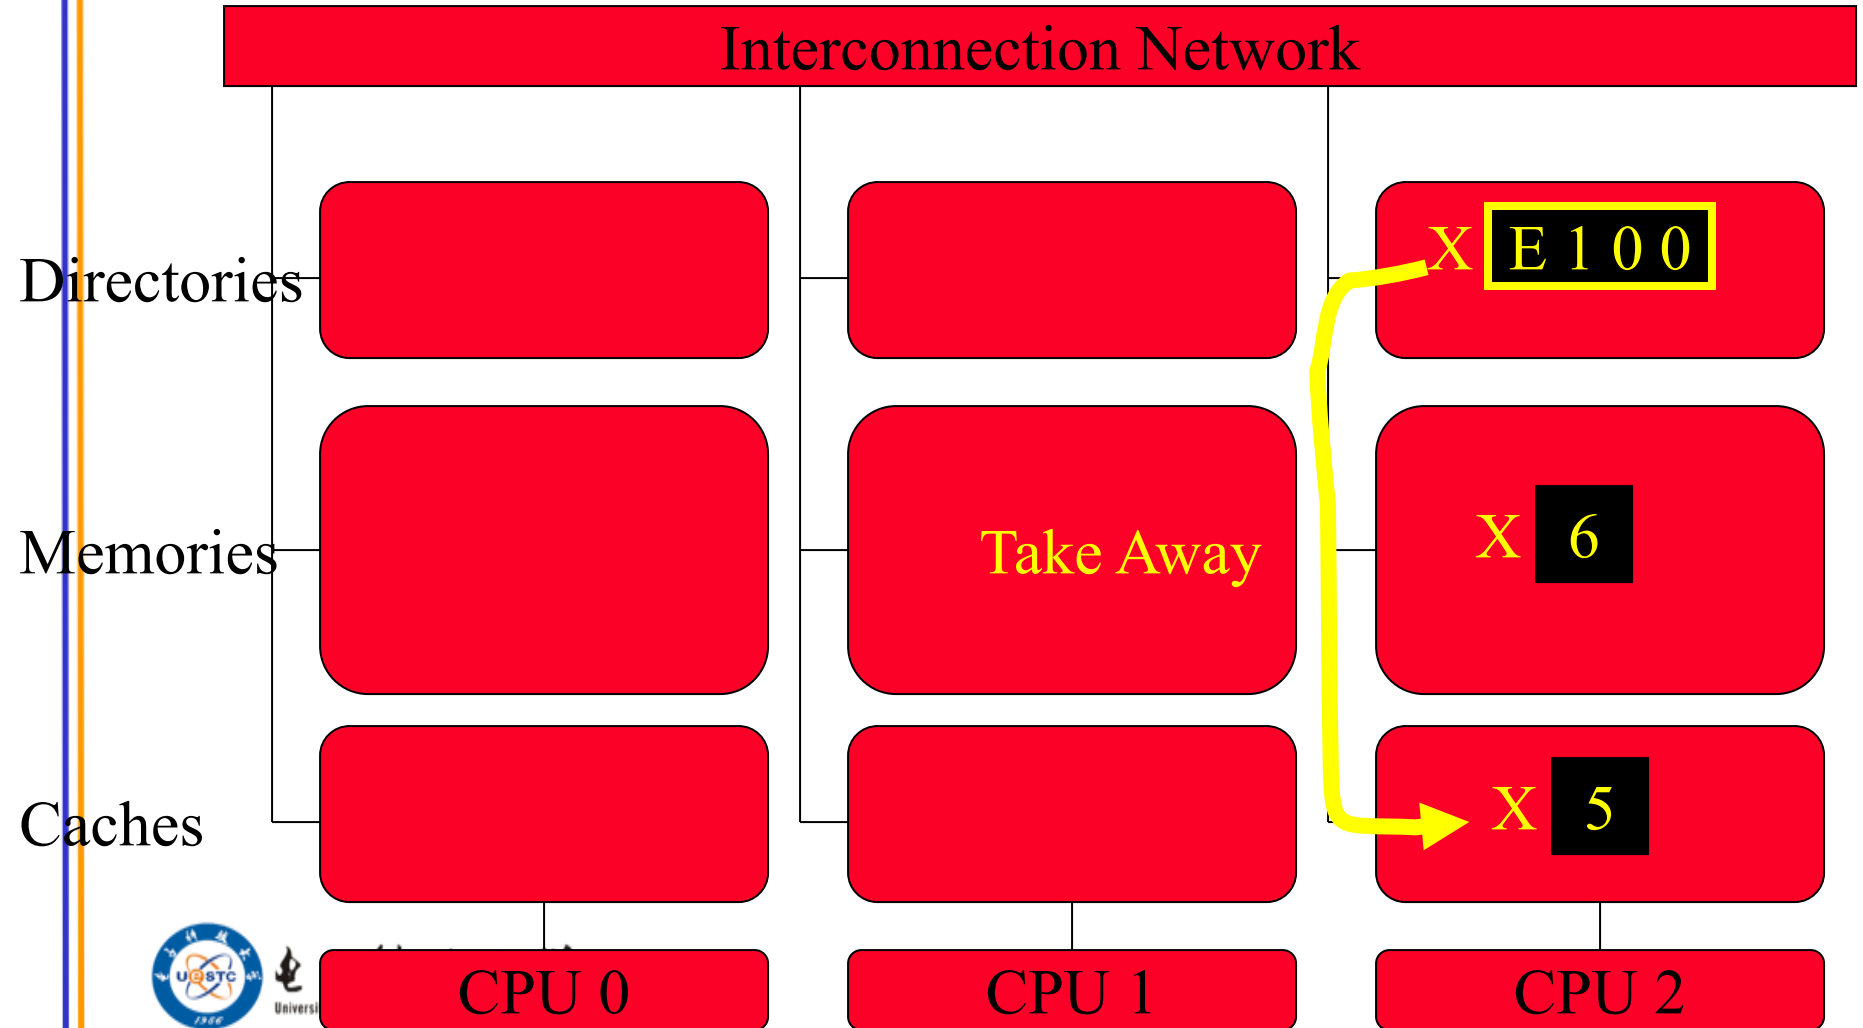 Interconnection Network
Directories
X E 1 0 0
Memories
Take Away
X 6
Caches
X 5
UESTC
1956
CPU 0
CPU 1
CPU 2